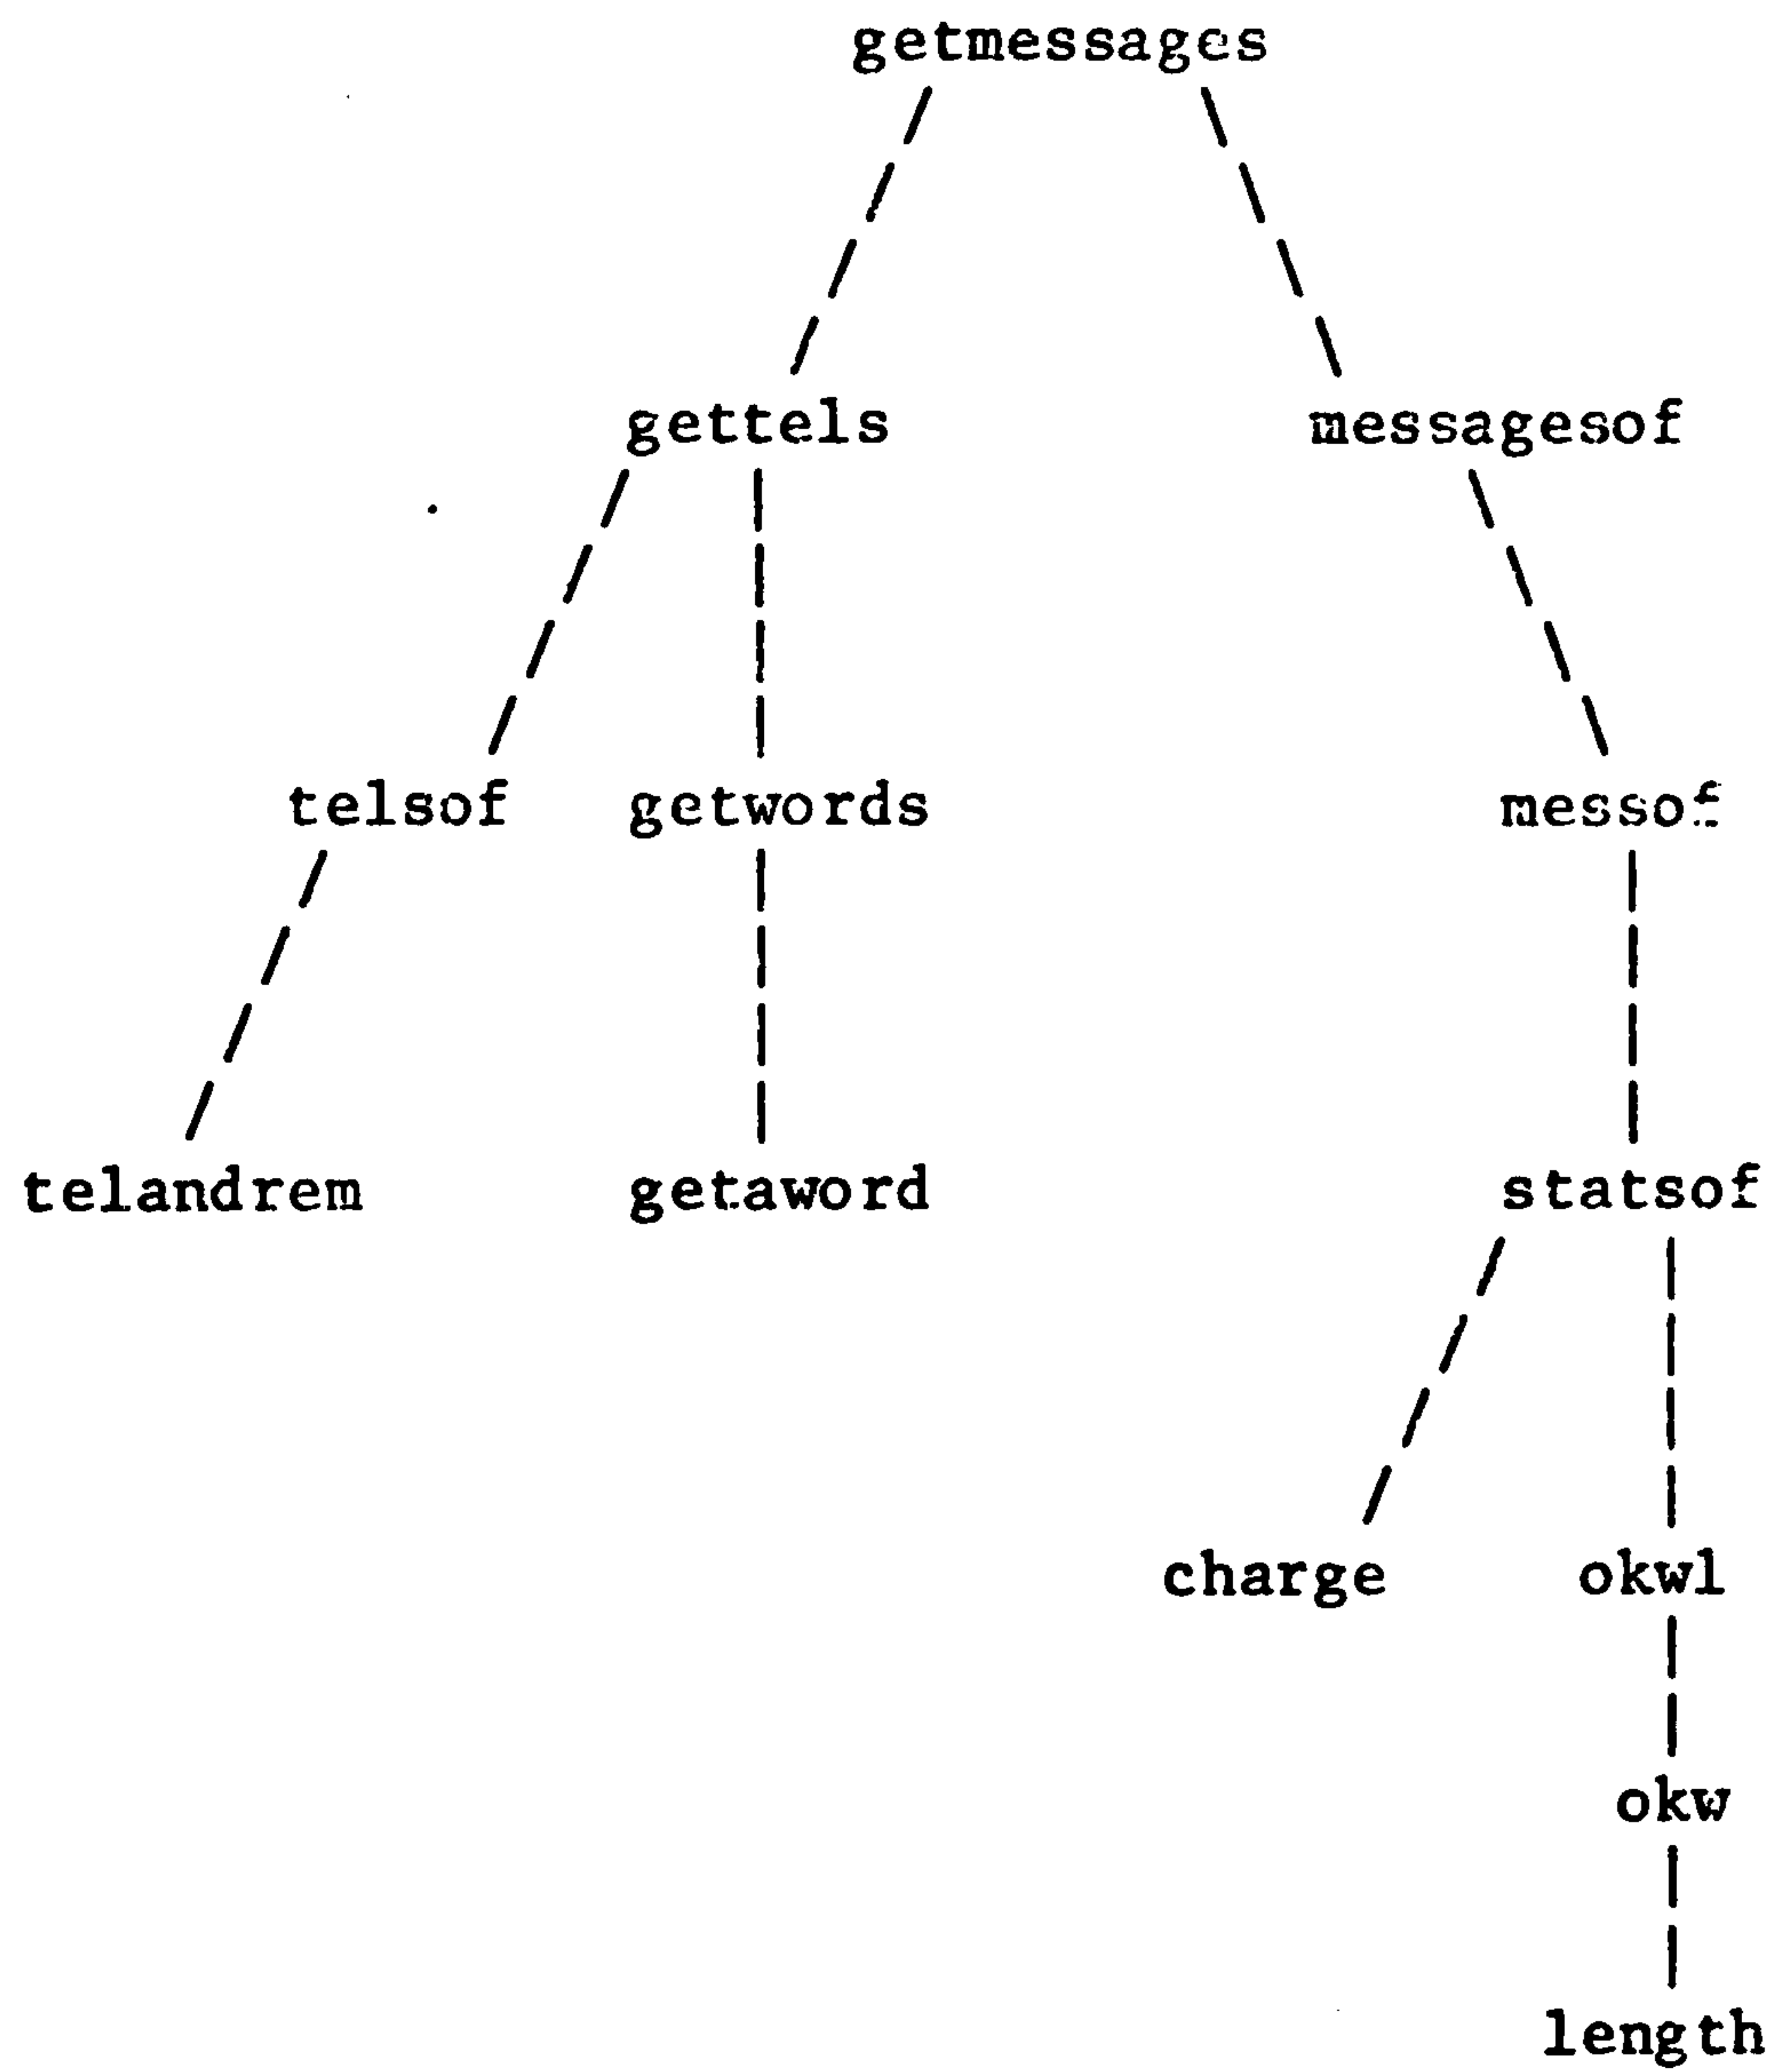 getmessages
gettels messagesof
telsof getwords messof
telandrem getaword statsof
charge okwl
okw
length